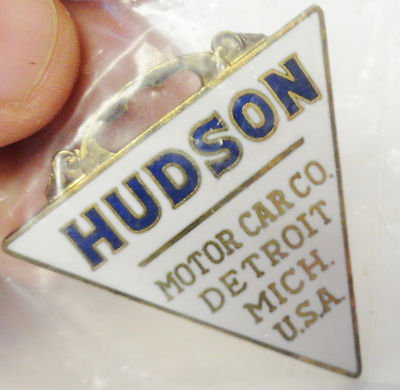 HUDSON
MOTOR CAR CO.
DETROIT
MICH.
U.S.A.